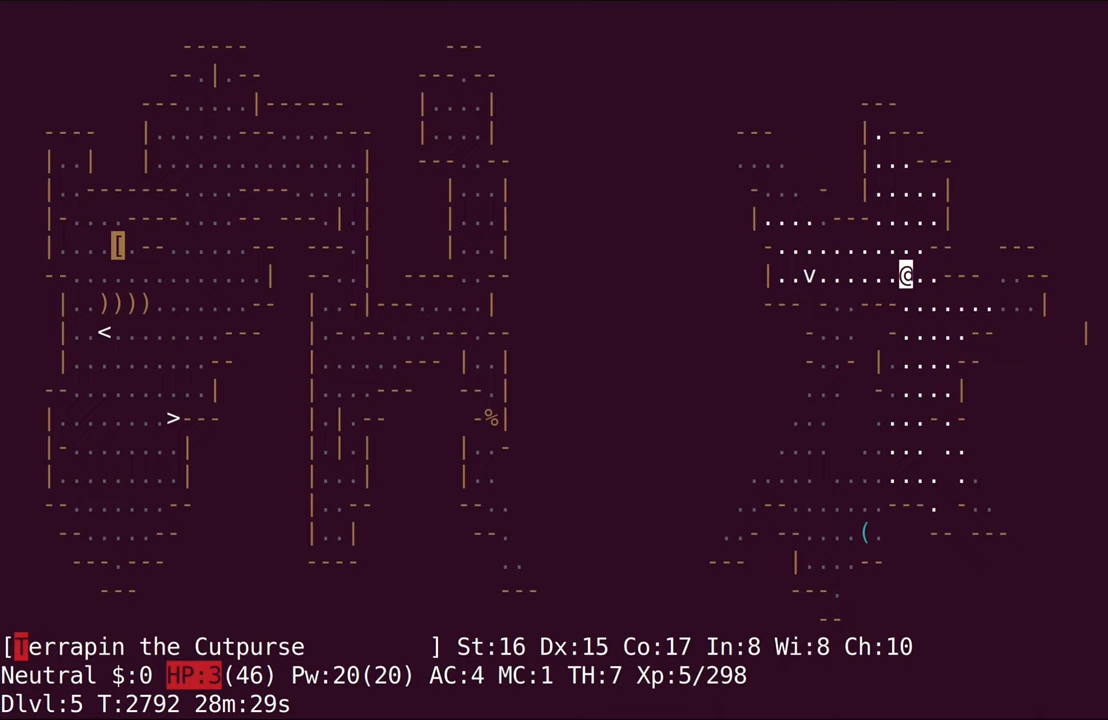 [Terrapin the Cutpurse ] St:16 Dx:15 Co:17 In:8 Wi:8 Ch:10
Neutral $:0 HP:3(46) Pw:20(20) AC:4 MC:1 TH:7 Xp:5/298
Dlvl:5 T:2792 28m:29s